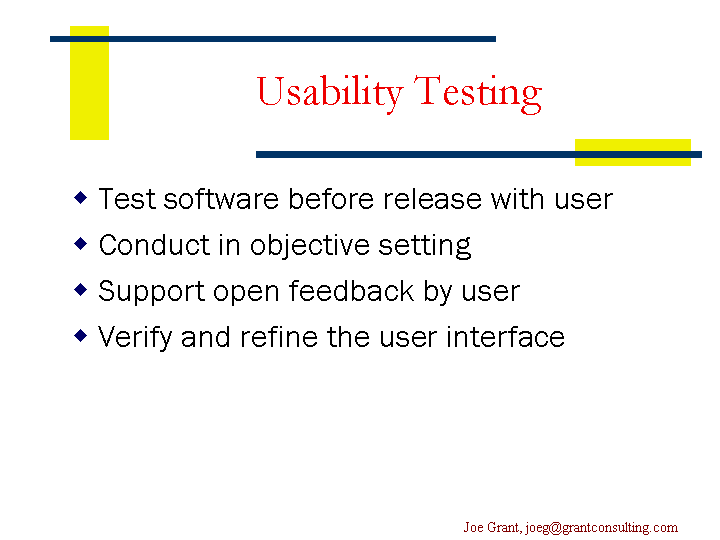 Usability Testing
Test software before release with user
Conduct in objective setting
Support open feedback by user
Verify and refine the user interface
Joe Grant, joeg@grantconsulting.com